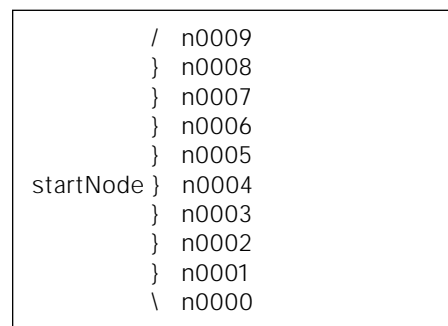 / n0009
} n0008
} n0007
} n0006
} n0005
startNode } n0004
} n0003
} n0002
} n0001
\ n0000